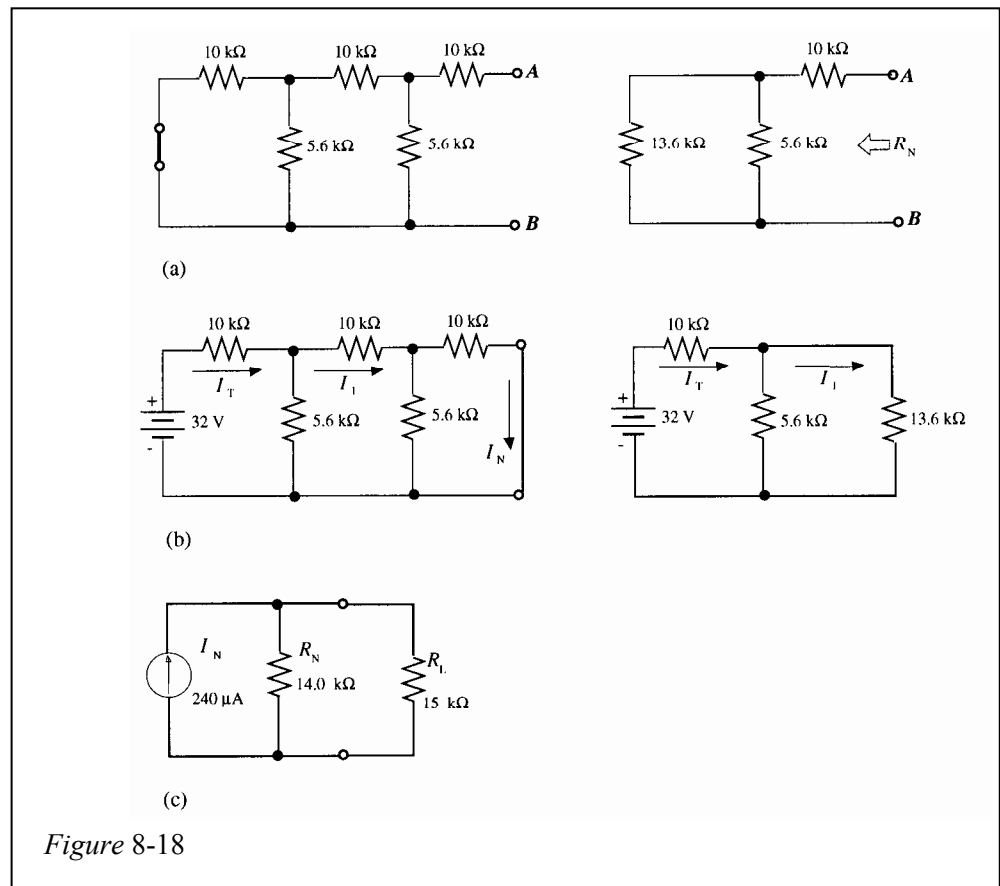 10 kΩ 10 kΩ 10 kΩ 10 kΩ
A A
5.6 kΩ 5.6 kΩ 13.6 kΩ 5.6 kΩ R_N
B B
(a)
10 kΩ 10 kΩ 10 kΩ 10 kΩ
I_T I_1 I_T I_1
+ 32 V - 5.6 kΩ 5.6 kΩ I_N + 32 V - 5.6 kΩ 13.6 kΩ
(b)
I_N R_N R_L
240 μA 14.0 kΩ 15 kΩ
(c)
Figure 8-18